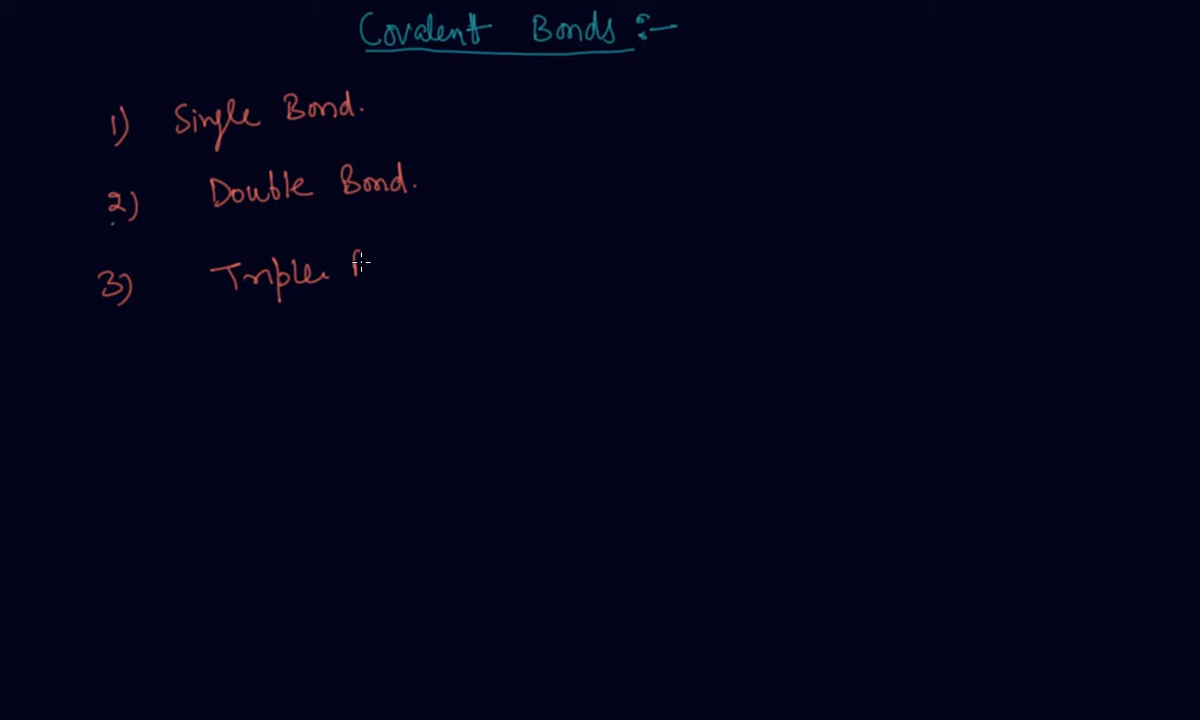 Covalent Bonds :-
1) Single Bond.
2) Double Bond.
3) Triple